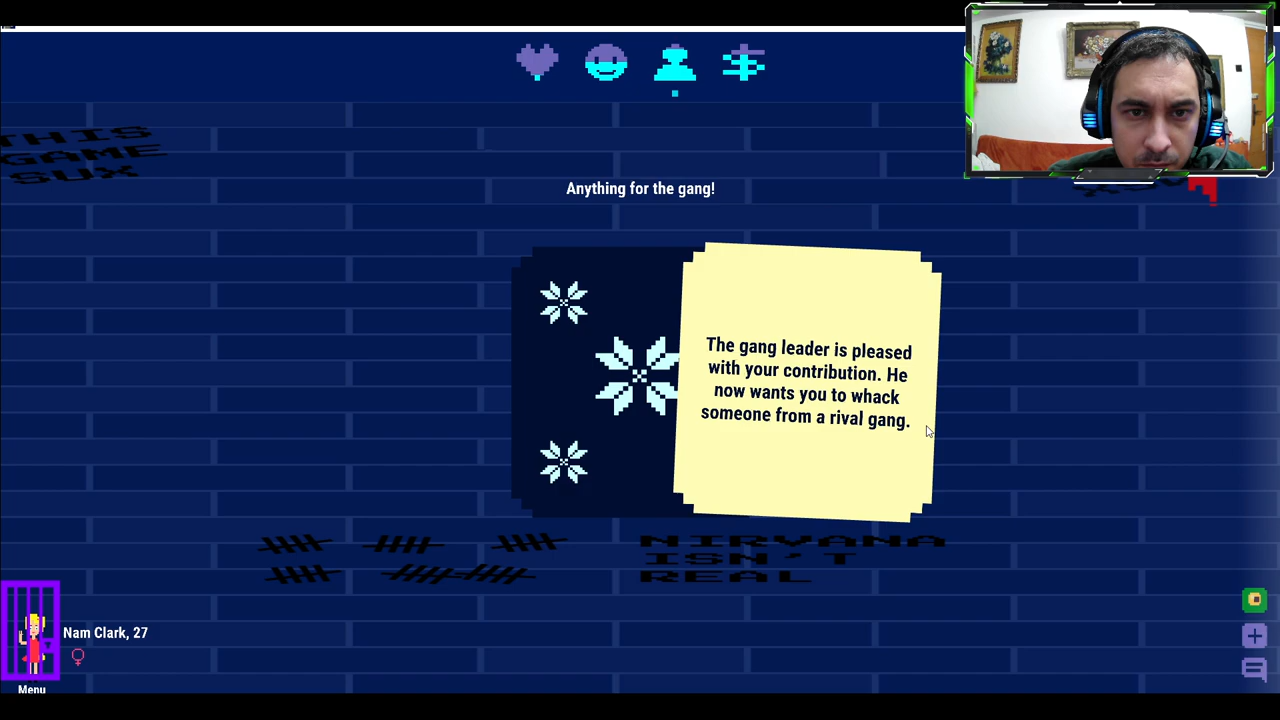 THIS
GAME
SUX
Anything for the gang!
The gang leader is pleased
with your contribution. He
now wants you to whack
someone from a rival gang.
NIRVANA
ISN'T
REAL
Nam Clark, 27
Menu